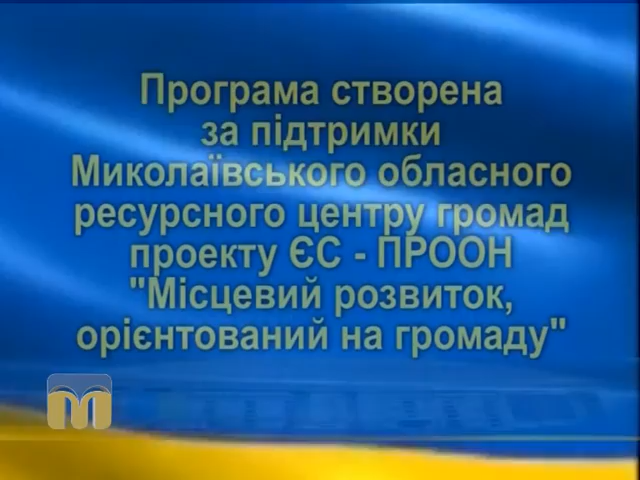 Програма створена
за підтримки
Миколаївського обласного
ресурсного центру громад
проекту ЄС - ПРООН
"Місцевий розвиток,
орієнтований на громаду"